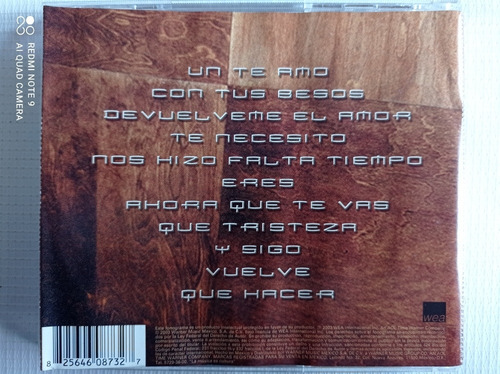 UN TE AMO
CON TUS BESOS
DEVUELVEME EL AMOR
TE NECESITO
NOS HIZO FALTA TIEMPO
ERES
AHORA QUE TE VAS
QUE TRISTEZA
Y SIGO
VUELVE
QUE HACER
wea
8 25646 08732 7
REDMI NOTE 9
AI QUAD CAMERA